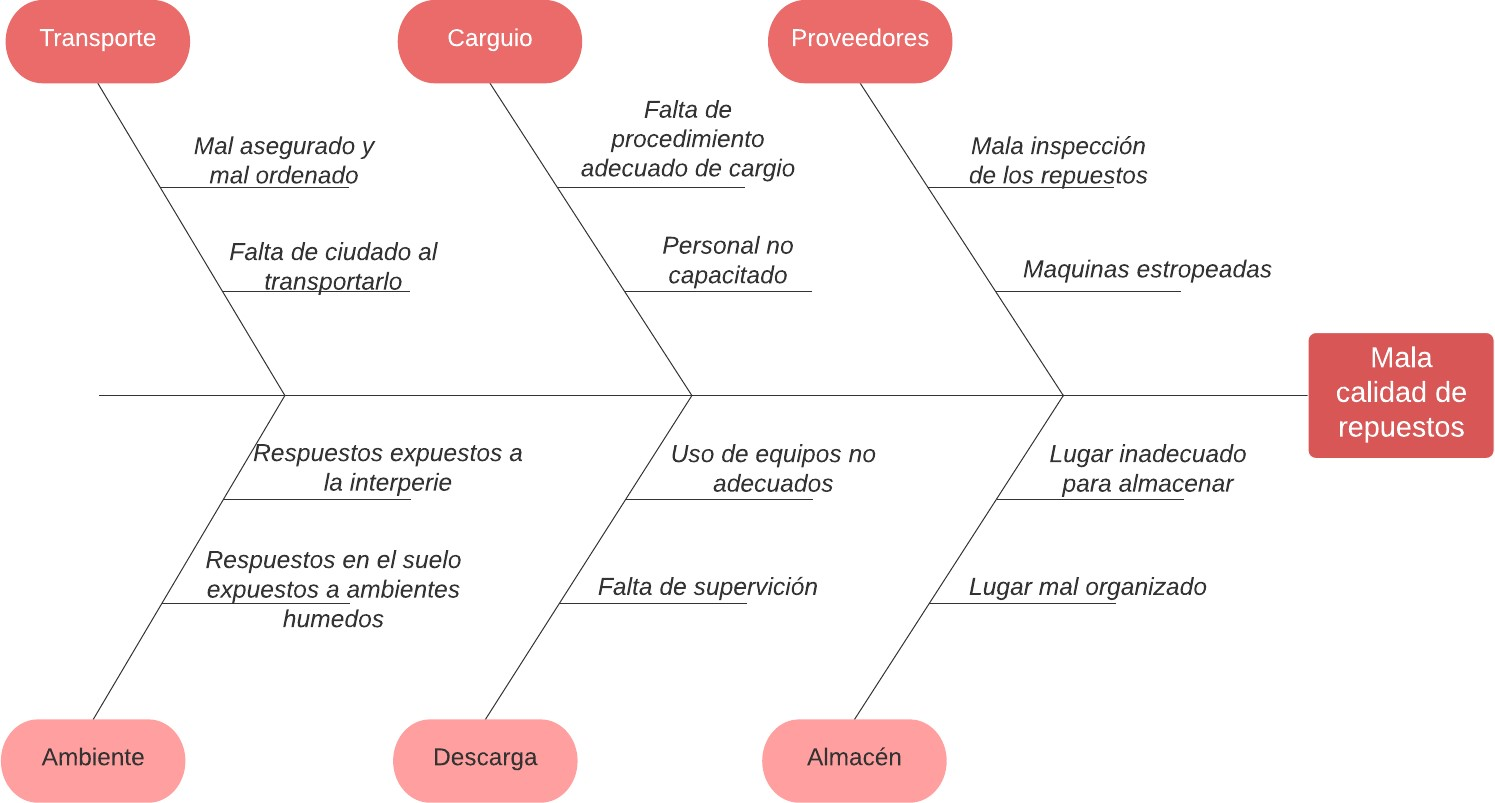 Transporte
Carguio
Proveedores
Mal asegurado y
mal ordenado
Falta de
procedimiento
adecuado de cargio
Mala inspección
de los repuestos
Falta de ciudado al
transportarlo
Personal no
capacitado
Maquinas estropeadas
Mala
calidad de
repuestos
Respuestos expuestos a
la interperie
Uso de equipos no
adecuados
Lugar inadecuado
para almacenar
Respuestos en el suelo
expuestos a ambientes
humedos
Falta de supervición
Lugar mal organizado
Ambiente
Descarga
Almacén